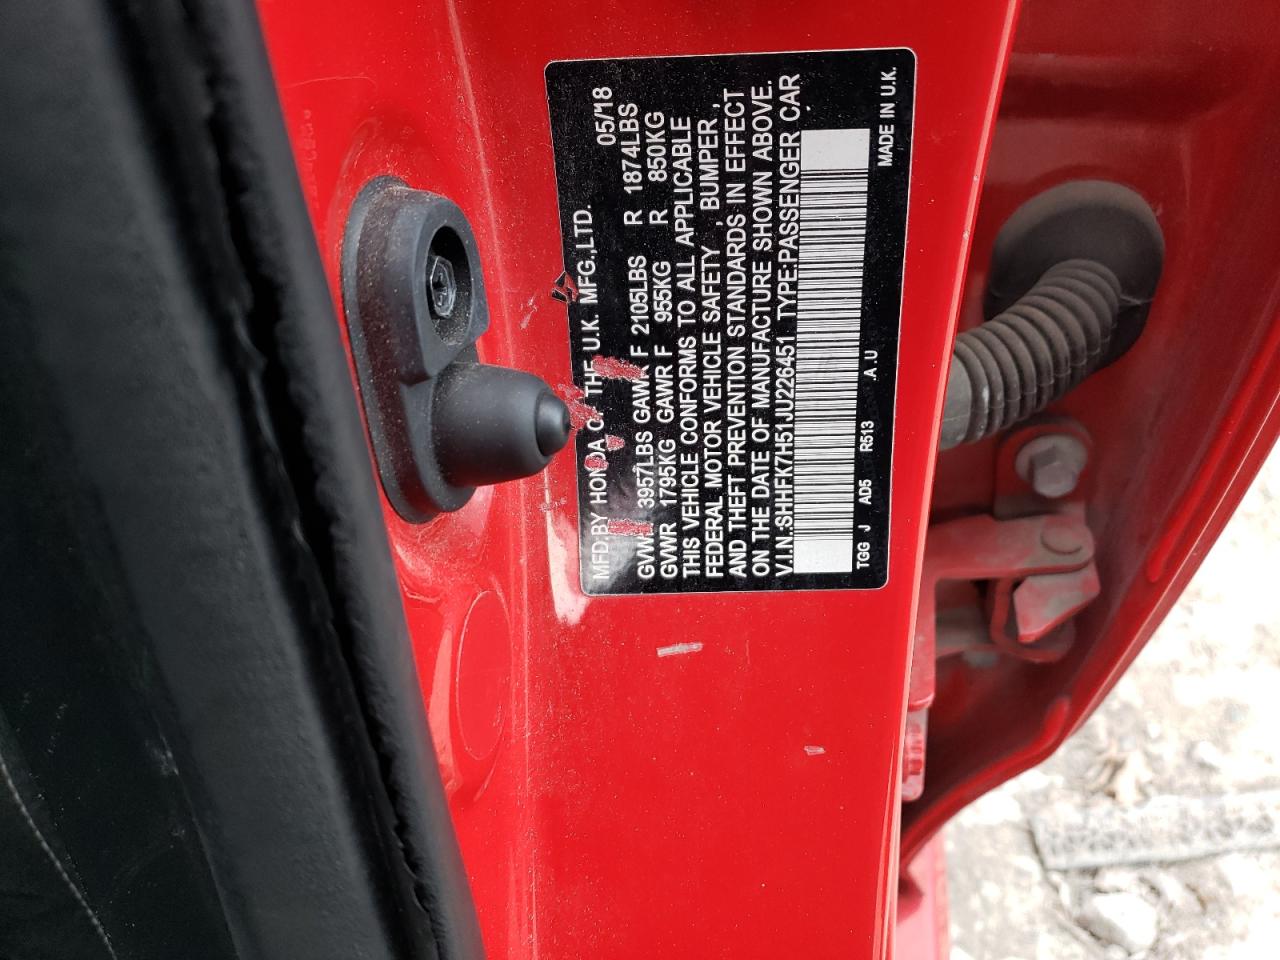 MFD.BY HONDA OF THE U.K. MFG.,LTD. 05/'18
GVWR 3957LBS GAWR F 2105LBS R 1874LBS
GVWR 1795KG GAWR F 955KG R 850KG
THIS VEHICLE CONFORMS TO ALL APPLICABLE
FEDERAL MOTOR VEHICLE SAFETY , BUMPER ,
AND THEFT PREVENTION STANDARDS IN EFFECT
ON THE DATE OF MANUFACTURE SHOWN ABOVE.
V.I.N.:SHHFK7H51JU226451 TYPE:PASSENGER CAR
TGG J AD5 R513 .A.U MADE IN U.K.